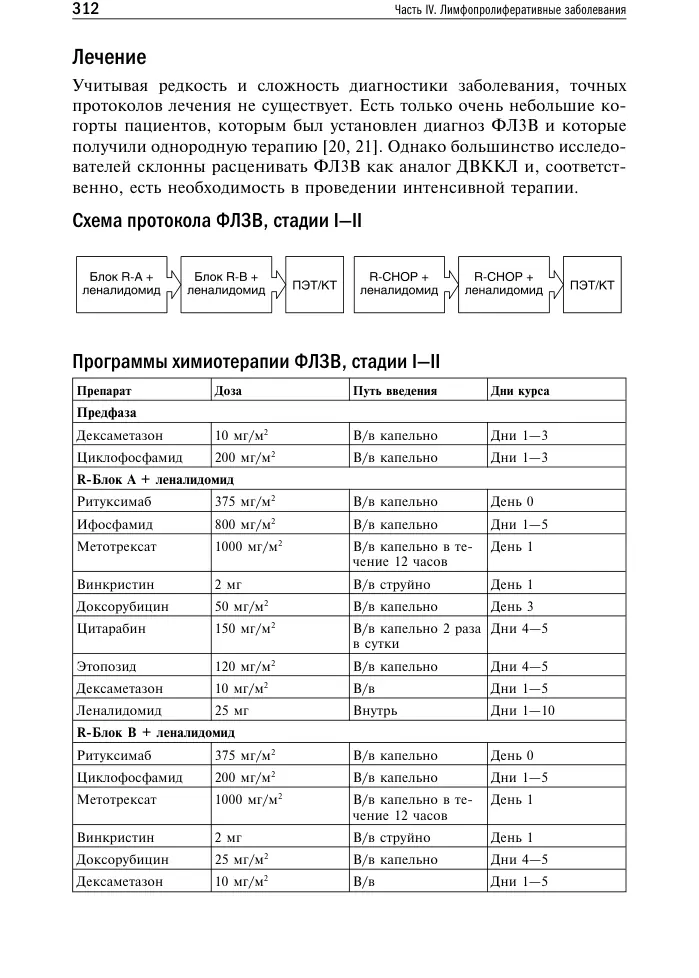 312
Часть IV. Лимфопролиферативные заболевания
Лечение
Учитывая редкость и сложность диагностики заболевания, точных
протоколов лечения не существует. Есть только очень небольшие ко-
горты пациентов, которым был установлен диагноз ФЛ3В и которые
получили однородную терапию [20, 21]. Однако большинство исследо-
вателей склонны расценивать ФЛ3В как аналог ДВККЛ и, соответст-
венно, есть необходимость в проведении интенсивной терапии.
Схема протокола ФЛ3В, стадии I—II
Блок R-A +
леналидомид
Блок R-B +
леналидомид
ПЭТ/КТ
R-CHOP +
леналидомид
R-CHOP +
леналидомид
ПЭТ/КТ
Программы химиотерапии ФЛ3В, стадии I—II
Препарат Доза Путь введения Дни курса
Предфаза
Дексаметазон 10 мг/м² В/в капельно Дни 1—3
Циклофосфамид 200 мг/м² В/в капельно Дни 1—3
R-Блок A + леналидомид
Ритуксимаб 375 мг/м² В/в капельно День 0
Ифосфамид 800 мг/м² В/в капельно Дни 1—5
Метотрексат 1000 мг/м² В/в капельно в те- День 1
чение 12 часов
Винкристин 2 мг В/в струйно День 1
Доксорубицин 50 мг/м² В/в капельно День 3
Цитарабин 150 мг/м² В/в капельно 2 раза Дни 4—5
в сутки
Этопозид 120 мг/м² В/в капельно Дни 4—5
Дексаметазон 10 мг/м² В/в Дни 1—5
Леналидомид 25 мг Внутрь Дни 1—10
R-Блок B + леналидомид
Ритуксимаб 375 мг/м² В/в капельно День 0
Циклофосфамид 200 мг/м² В/в капельно Дни 1—5
Метотрексат 1000 мг/м² В/в капельно в те- День 1
чение 12 часов
Винкристин 2 мг В/в струйно День 1
Доксорубицин 25 мг/м² В/в капельно Дни 4—5
Дексаметазон 10 мг/м² В/в Дни 1—5